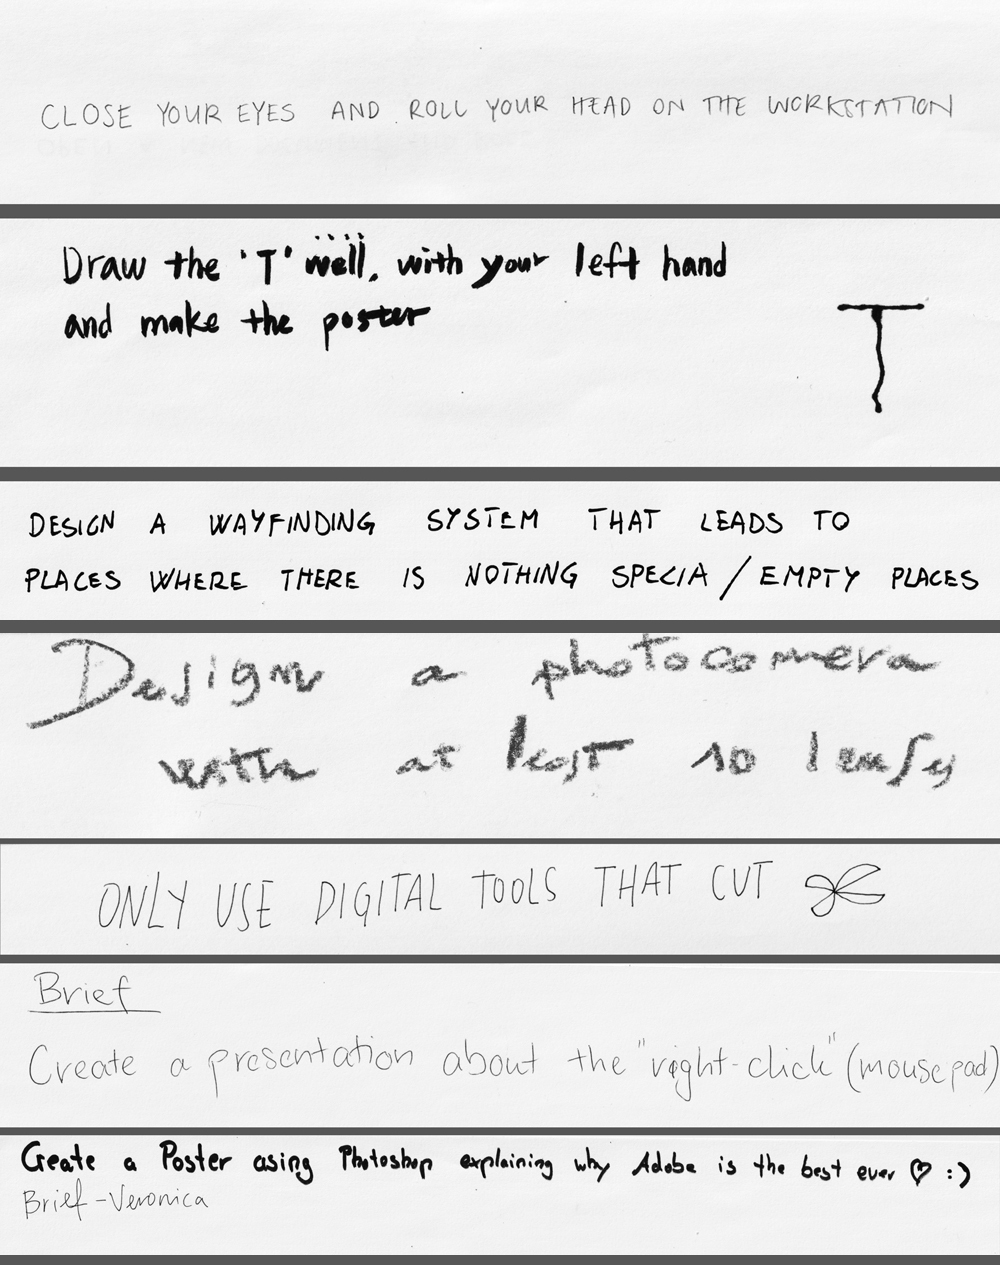 CLOSE YOUR EYES AND ROLL YOUR HEAD ON THE WORKSTATION
Draw the 'T' well, with your left hand
and make the poster
T
DESIGN A WAYFINDING SYSTEM THAT LEADS TO
PLACES WHERE THERE IS NOTHING SPECIA / EMPTY PLACES
Design a photocamera
with at least 10 lenses
ONLY USE DIGITAL TOOLS THAT CUT
Brief
Create a presentation about the "right-click" (mousepad)
Create a Poster using Photoshop explaining why Adobe is the best ever ♡ :)
Brief - Veronica